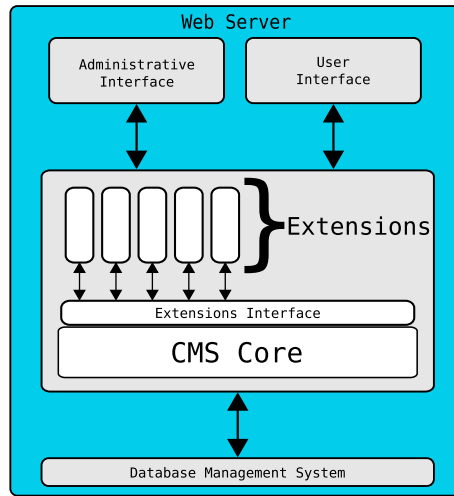 Web Server
Administrative
Interface
User
Interface
Extensions
Extensions Interface
CMS Core
Database Management System